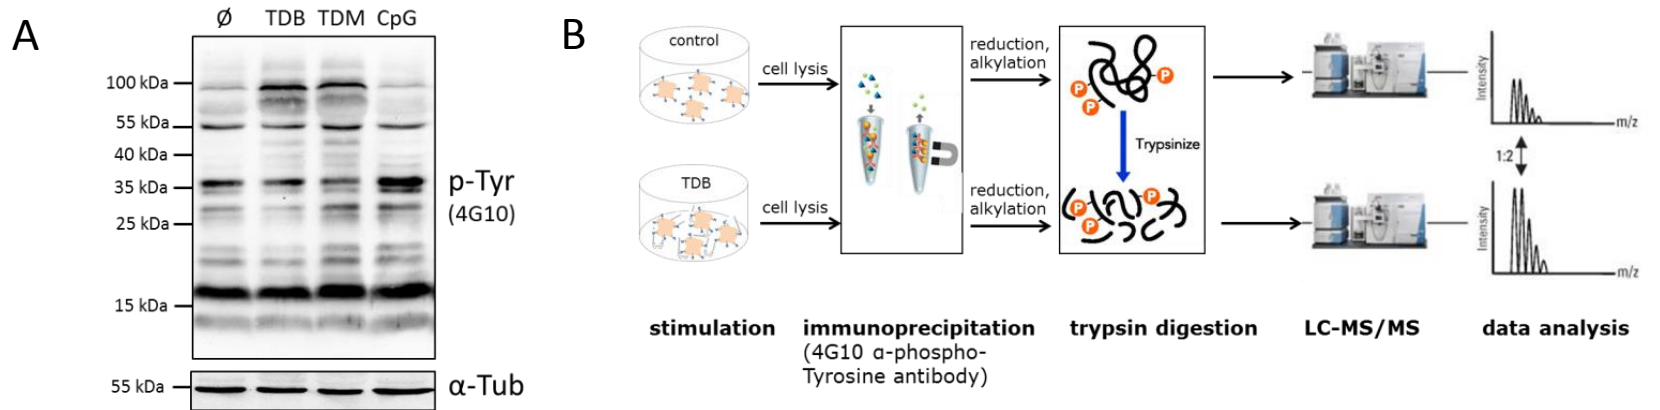 A
Ø TDB TDM CpG
100 kDa
55 kDa
40 kDa
35 kDa
25 kDa
15 kDa
p-Tyr
(4G10)
55 kDa
α-Tub
B
control
cell lysis
reduction,
alkylation
P
P
P
Trypsinize
Intensity
m/z
1:2
TDB
cell lysis
reduction,
alkylation
P
P
P
Intensity
m/z
stimulation
immunoprecipitation
(4G10 α-phospho-
Tyrosine antibody)
trypsin digestion
LC-MS/MS
data analysis